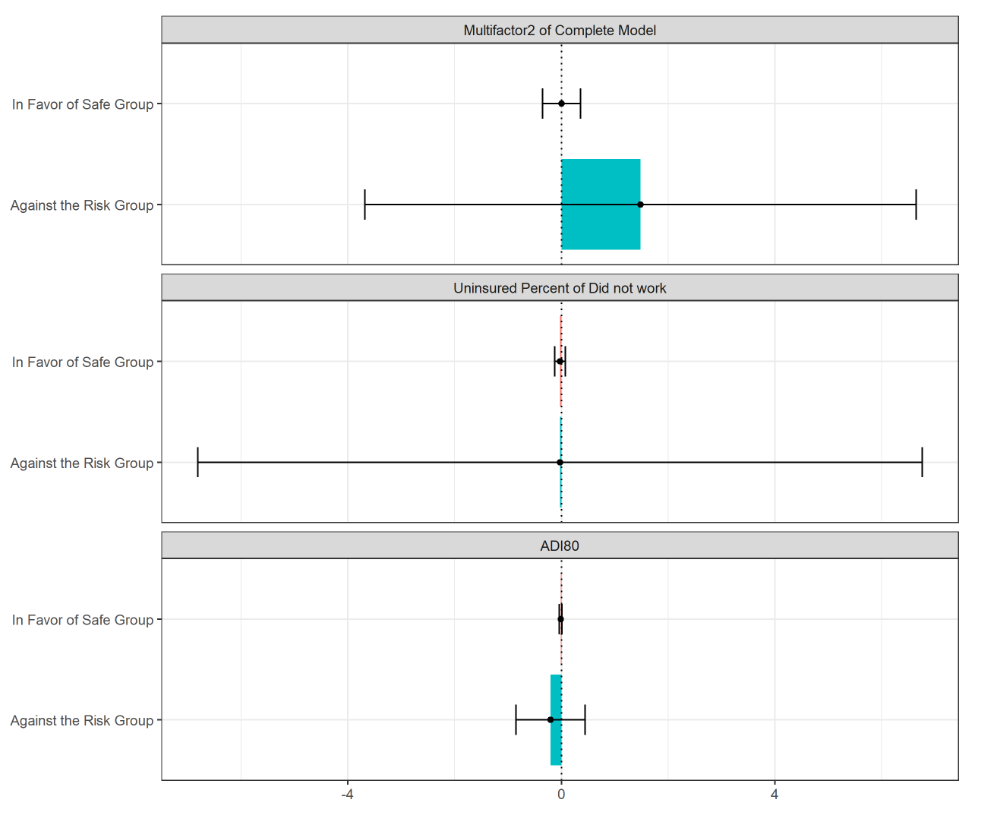 Multifactor2 of Complete Model
In Favor of Safe Group
Against the Risk Group
Uninsured Percent of Did not work
In Favor of Safe Group
Against the Risk Group
ADI80
In Favor of Safe Group
Against the Risk Group
-4 0 4